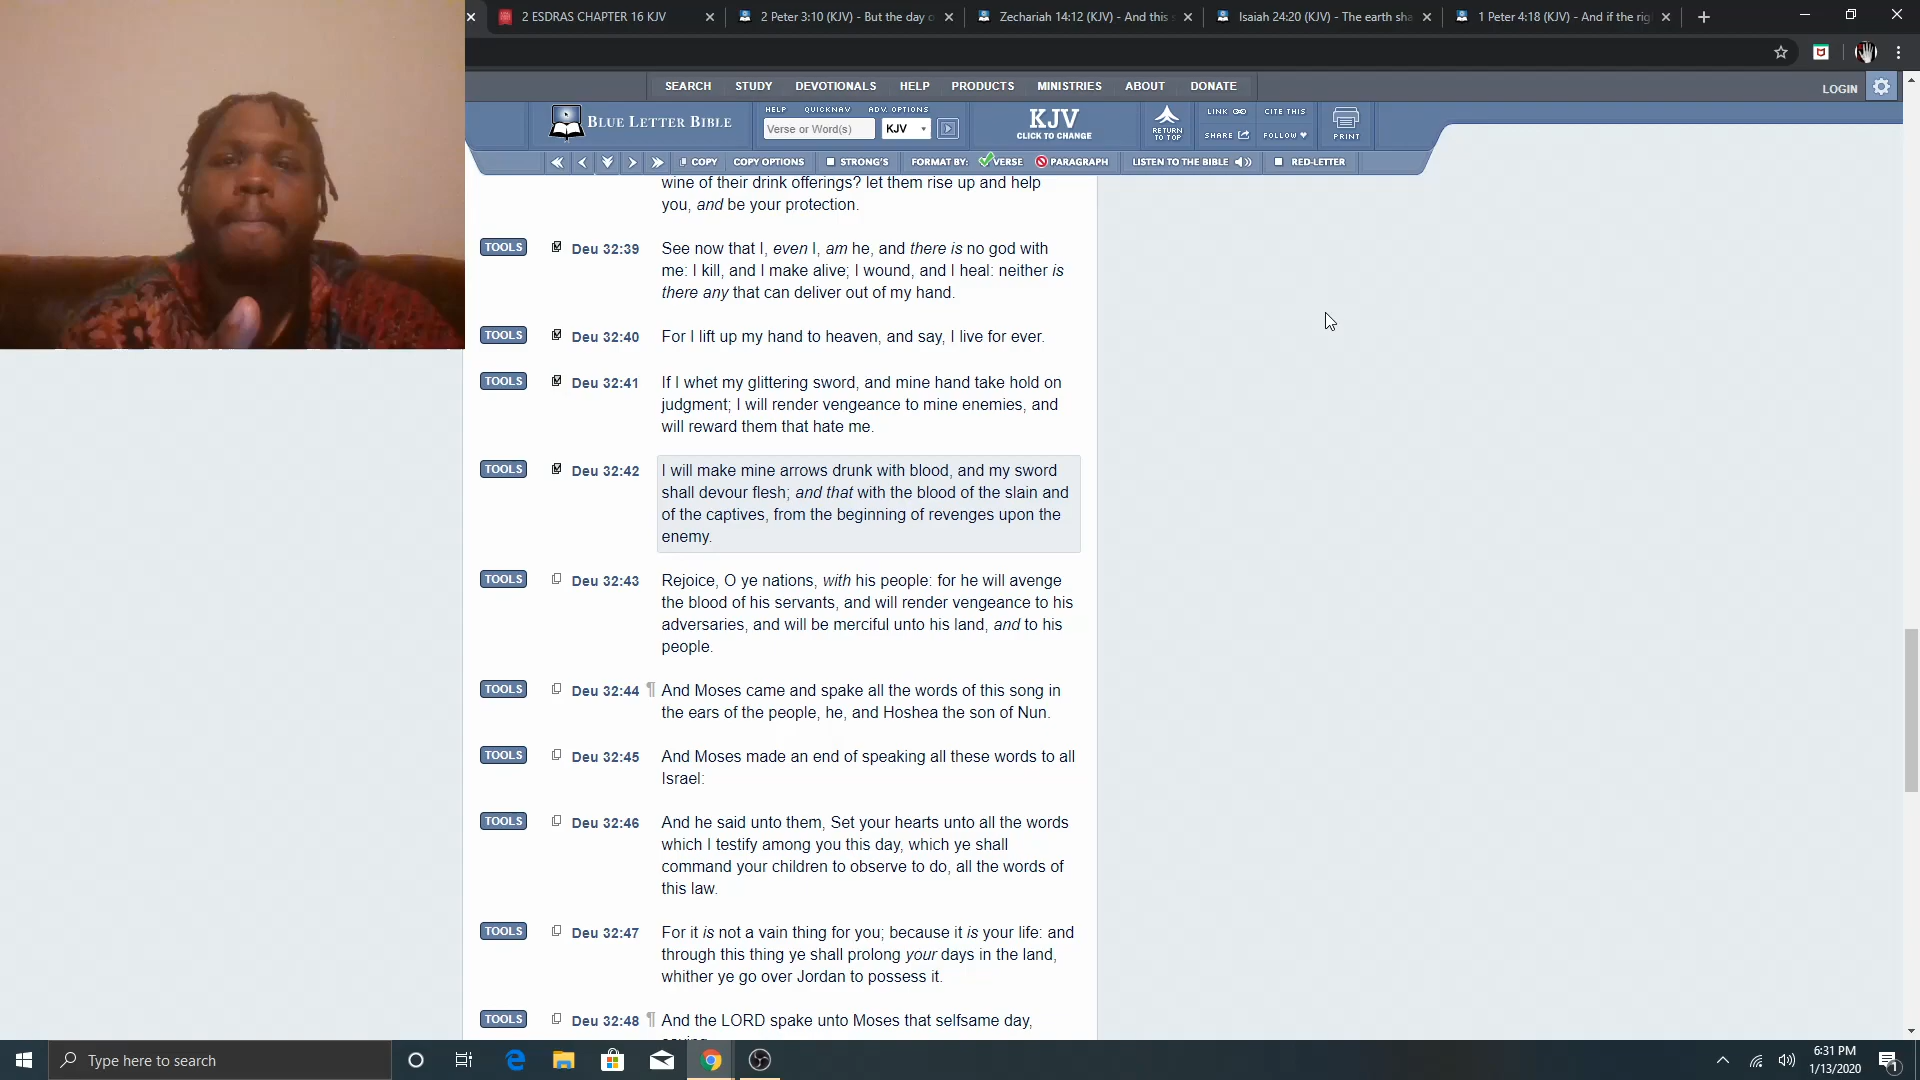 2 ESDRAS CHAPTER 16 KJV
2 Peter 3:10 (KJV) - But the day o
Zechariah 14:12 (KJV) - And this
Isaiah 24:20 (KJV) - The earth sha
1 Peter 4:18 (KJV) - And if the rig
SEARCH STUDY DEVOTIONALS HELP PRODUCTS MINISTRIES ABOUT DONATE
LOGIN
HELP QUICKNAV ADV. OPTIONS
BLUE LETTER BIBLE
Verse or Word(s) KJV
KJV
CLICK TO CHANGE
RETURN
TO TOP
LINK CITE THIS
SHARE FOLLOW
PRINT
COPY COPY OPTIONS STRONG'S FORMAT BY: VERSE PARAGRAPH LISTEN TO THE BIBLE RED-LETTER
wine of their drink offerings? let them rise up and help
you, and be your protection.
TOOLS Deu 32:39 See now that I, even I, am he, and there is no god with
me: I kill, and I make alive; I wound, and I heal: neither is
there any that can deliver out of my hand.
TOOLS Deu 32:40 For I lift up my hand to heaven, and say, I live for ever.
TOOLS Deu 32:41 If I whet my glittering sword, and mine hand take hold on
judgment; I will render vengeance to mine enemies, and
will reward them that hate me.
TOOLS Deu 32:42 I will make mine arrows drunk with blood, and my sword
shall devour flesh; and that with the blood of the slain and
of the captives, from the beginning of revenges upon the
enemy.
TOOLS Deu 32:43 Rejoice, O ye nations, with his people: for he will avenge
the blood of his servants, and will render vengeance to his
adversaries, and will be merciful unto his land, and to his
people.
TOOLS Deu 32:44 ¶ And Moses came and spake all the words of this song in
the ears of the people, he, and Hoshea the son of Nun.
TOOLS Deu 32:45 And Moses made an end of speaking all these words to all
Israel:
TOOLS Deu 32:46 And he said unto them, Set your hearts unto all the words
which I testify among you this day, which ye shall
command your children to observe to do, all the words of
this law.
TOOLS Deu 32:47 For it is not a vain thing for you; because it is your life: and
through this thing ye shall prolong your days in the land,
whither ye go over Jordan to possess it.
TOOLS Deu 32:48 ¶ And the LORD spake unto Moses that selfsame day,
Type here to search
6:31 PM
1/13/2020
1